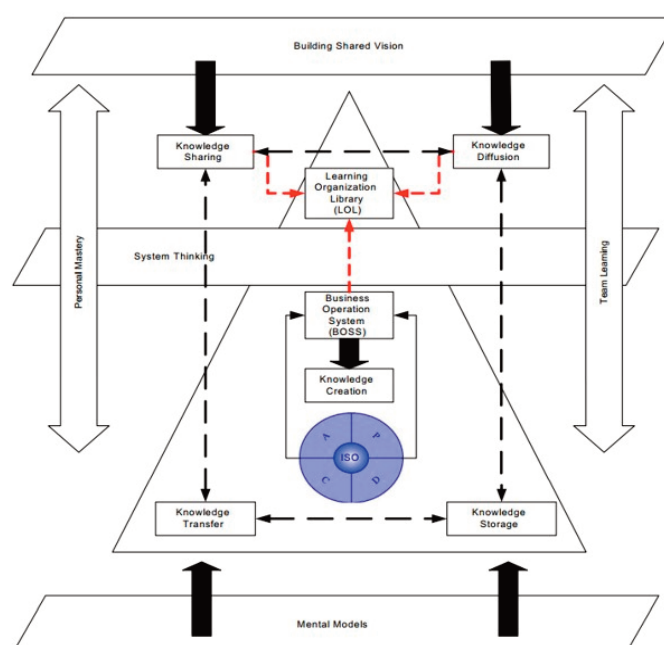 Building Shared Vision
Knowledge
Sharing
Knowledge
Diffusion
Learning
Organization
Library
(LOL)
System Thinking
Personal Mastery
Team Learning
Business
Operation
System
(BOSS)
Knowledge
Creation
A
P
ISO
C
D
Knowledge
Transfer
Knowledge
Storage
Mental Models